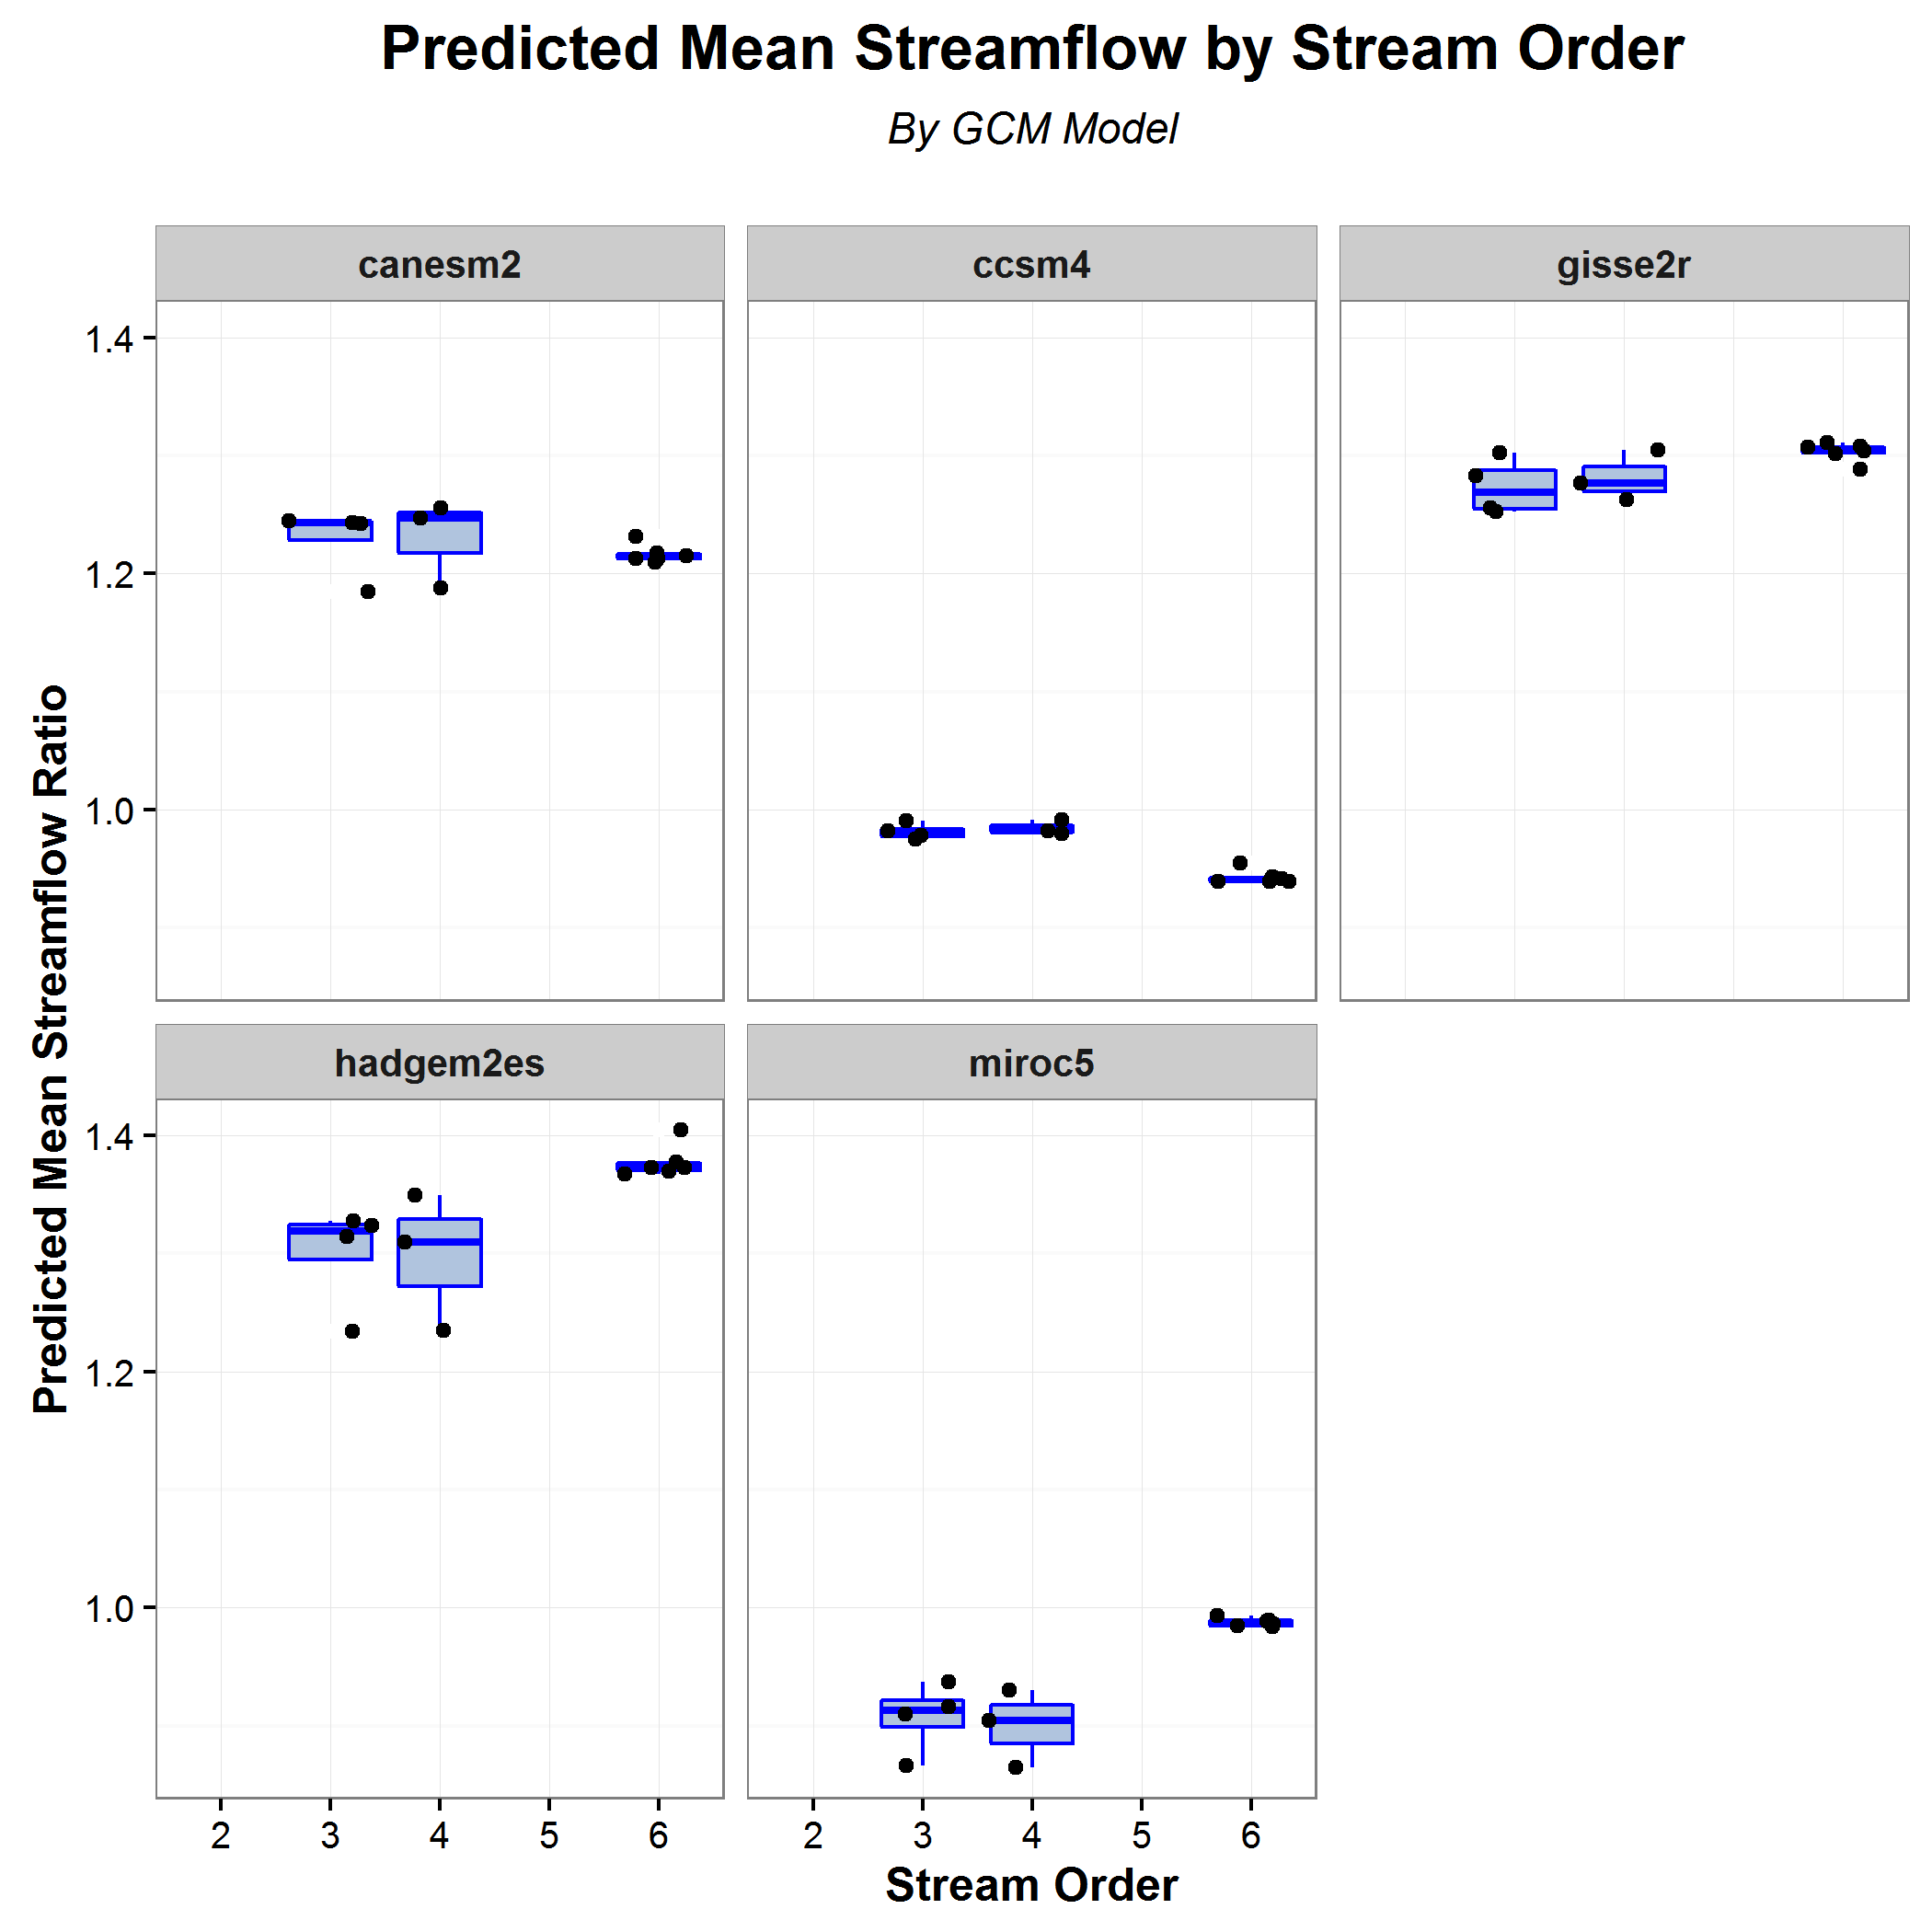 Predicted Mean Streamflow by Stream Order
By GCM Model
canesm2
ccsm4
gisse2r
1.4
1.2
1.0
Predicted Mean Streamflow Ratio
hadgem2es
miroc5
1.4
1.2
1.0
2 3 4 5 6
2 3 4 5 6
Stream Order